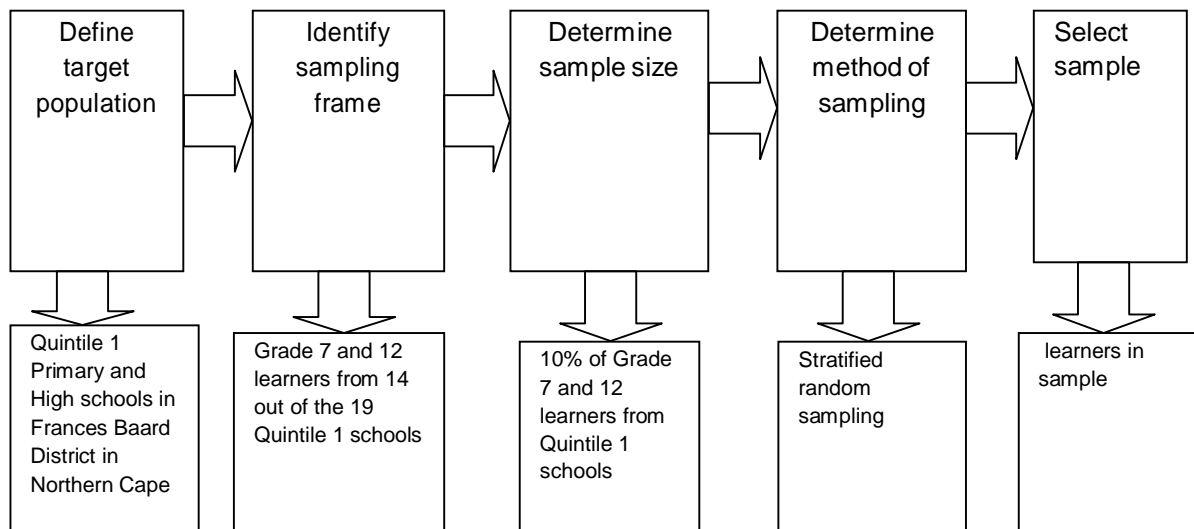 Define
target
population
Identify
sampling
frame
Determine
sample size
Determine
method of
sampling
Select
sample
Quintile 1
Primary and
High schools in
Frances Baard
District in
Northern Cape
Grade 7 and 12
learners from 14
out of the 19
Quintile 1 schools
10% of Grade
7 and 12
learners from
Quintile 1
schools
Stratified
random
sampling
learners in
sample